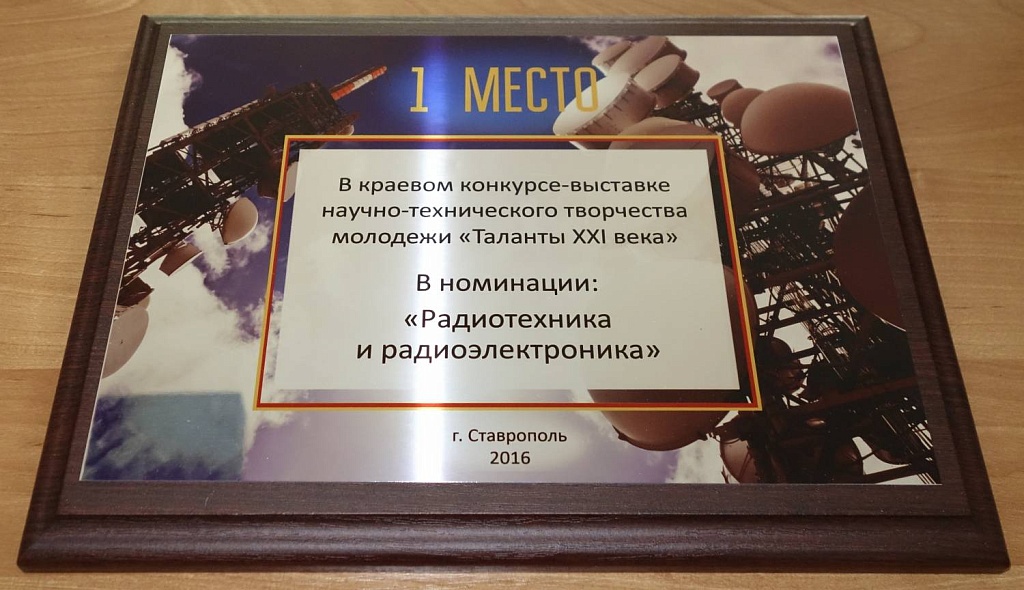 1 МЕСТО
В краевом конкурсе-выставке
научно-технического творчества
молодежи «Таланты XXI века»
В номинации:
«Радиотехника
и радиоэлектроника»
г. Ставрополь
2016